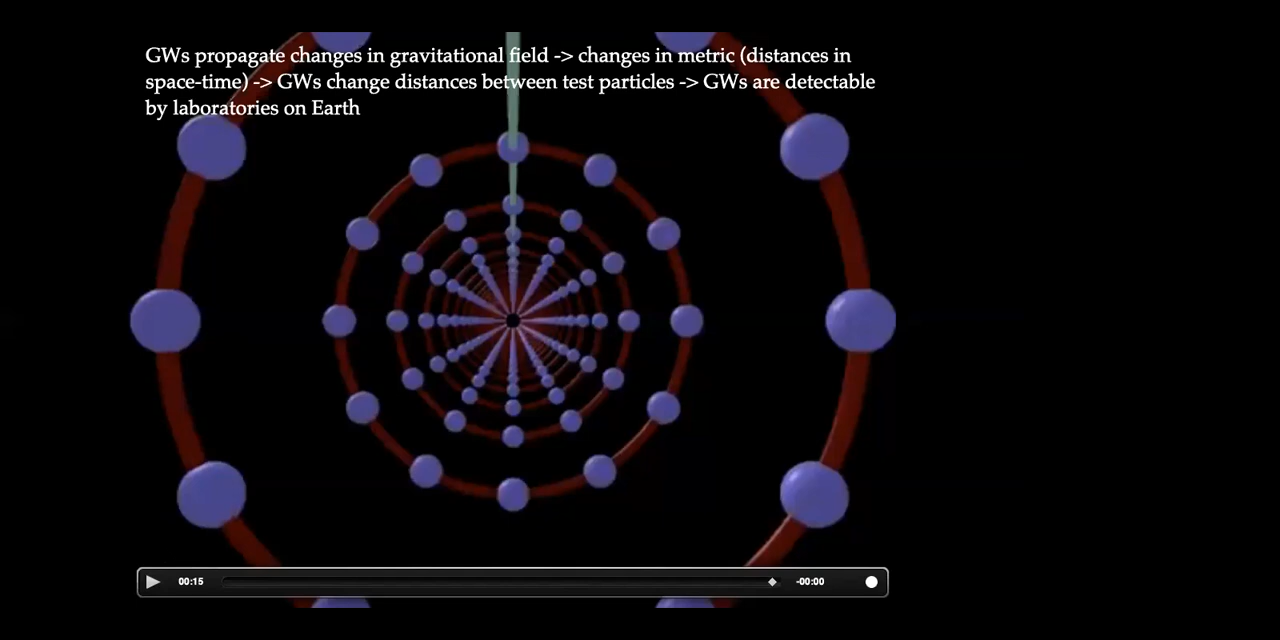 GWs propagate changes in gravitational field -> changes in metric (distances in
space-time) -> GWs change distances between test particles -> GWs are detectable
by laboratories on Earth
00:15 -00:00